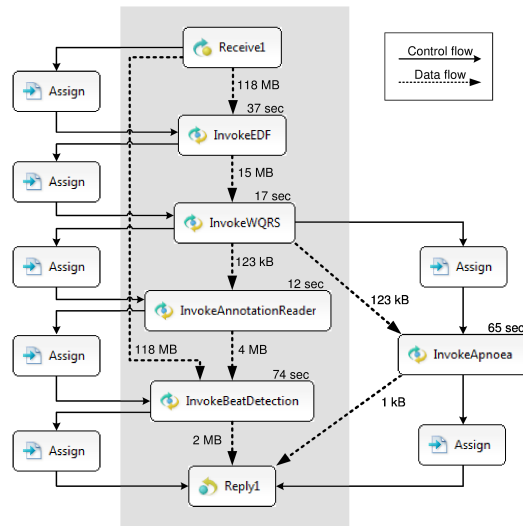 Receive1
Control flow
Data flow
118 MB
Assign
37 sec
InvokeEDF
15 MB
Assign
17 sec
InvokeWQRS
123 kB
Assign
Assign
12 sec
123 kB
InvokeAnnotationReader
65 sec
118 MB
4 MB
InvokeApnoea
Assign
74 sec
InvokeBeatDetection
1 kB
2 MB
Assign
Assign
Reply1